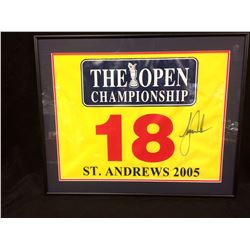 THE OPEN
CHAMPIONSHIP
18
ST. ANDREWS 2005